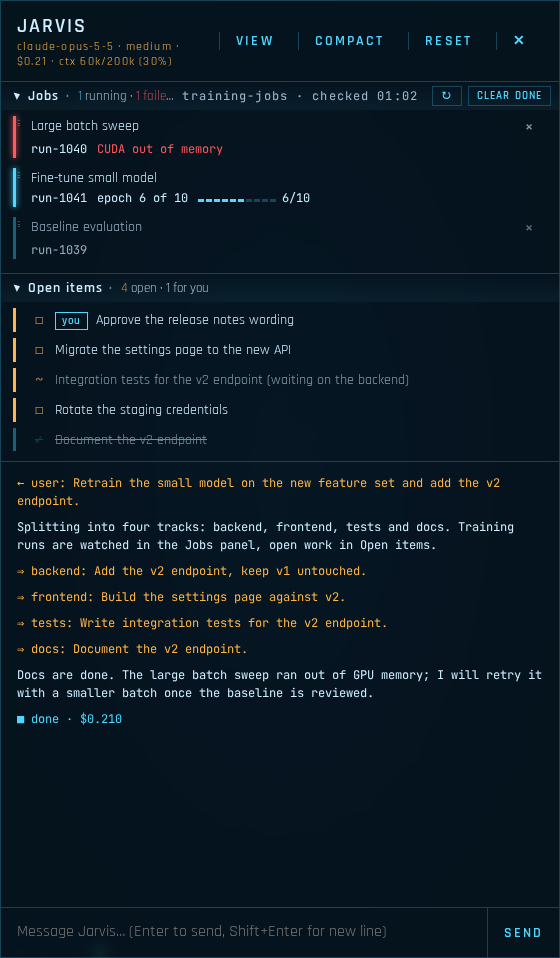 JARVIS
claude-opus-5-5 · medium ·
$0.21 · ctx 60k/200k (30%)
VIEW
COMPACT
RESET
×
▾ Jobs · 1 running · 1 faile… training-jobs · checked 01:02 ↻ CLEAR DONE
Large batch sweep ×
run-1040 CUDA out of memory
Fine-tune small model
run-1041 epoch 6 of 10 6/10
Baseline evaluation ×
run-1039
▾ Open items · 4 open · 1 for you
□ you Approve the release notes wording
□ Migrate the settings page to the new API
~ Integration tests for the v2 endpoint (waiting on the backend)
□ Rotate the staging credentials
✓ Document the v2 endpoint
← user: Retrain the small model on the new feature set and add the v2
endpoint.
Splitting into four tracks: backend, frontend, tests and docs. Training
runs are watched in the Jobs panel, open work in Open items.
⇒ backend: Add the v2 endpoint, keep v1 untouched.
⇒ frontend: Build the settings page against v2.
⇒ tests: Write integration tests for the v2 endpoint.
⇒ docs: Document the v2 endpoint.
Docs are done. The large batch sweep ran out of GPU memory; I will retry it
with a smaller batch once the baseline is reviewed.
■ done · $0.210
Message Jarvis... (Enter to send, Shift+Enter for new line)
SEND